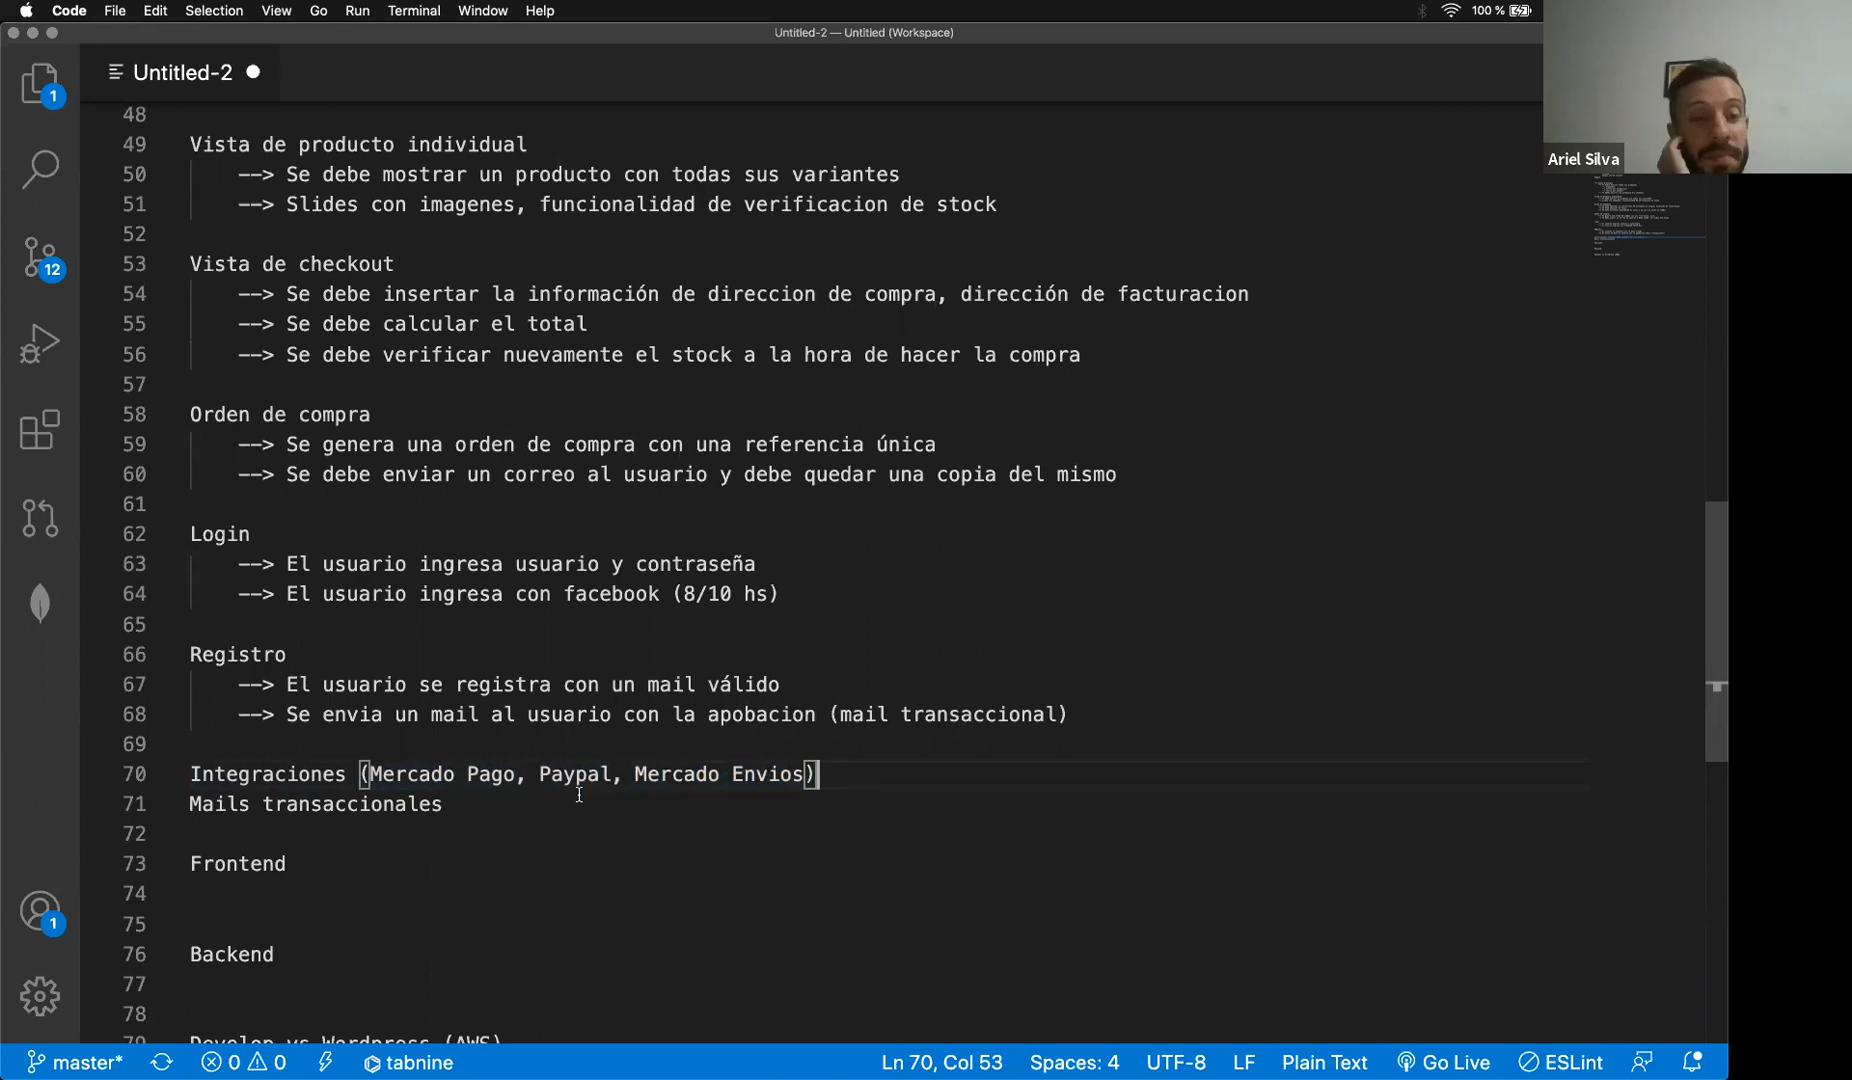 Code File Edit Selection View Go Run Terminal Window Help 100 %
Untitled-2 — Untitled (Workspace)
Untitled-2
Ariel Silva
1
12
1
48
49 Vista de producto individual
50 --> Se debe mostrar un producto con todas sus variantes
51 --> Slides con imagenes, funcionalidad de verificacion de stock
52
53 Vista de checkout
54 --> Se debe insertar la información de direccion de compra, dirección de facturacion
55 --> Se debe calcular el total
56 --> Se debe verificar nuevamente el stock a la hora de hacer la compra
57
58 Orden de compra
59 --> Se genera una orden de compra con una referencia única
60 --> Se debe enviar un correo al usuario y debe quedar una copia del mismo
61
62 Login
63 --> El usuario ingresa usuario y contraseña
64 --> El usuario ingresa con facebook (8/10 hs)
65
66 Registro
67 --> El usuario se registra con un mail válido
68 --> Se envia un mail al usuario con la apobacion (mail transaccional)
69
70 Integraciones (Mercado Pago, Paypal, Mercado Envios)
71 Mails transaccionales
72
73 Frontend
74
75
76 Backend
77
78
79 Develop vs Wordpress (AWS)
master* 0 0 tabnine Ln 70, Col 53 Spaces: 4 UTF-8 LF Plain Text Go Live ESLint